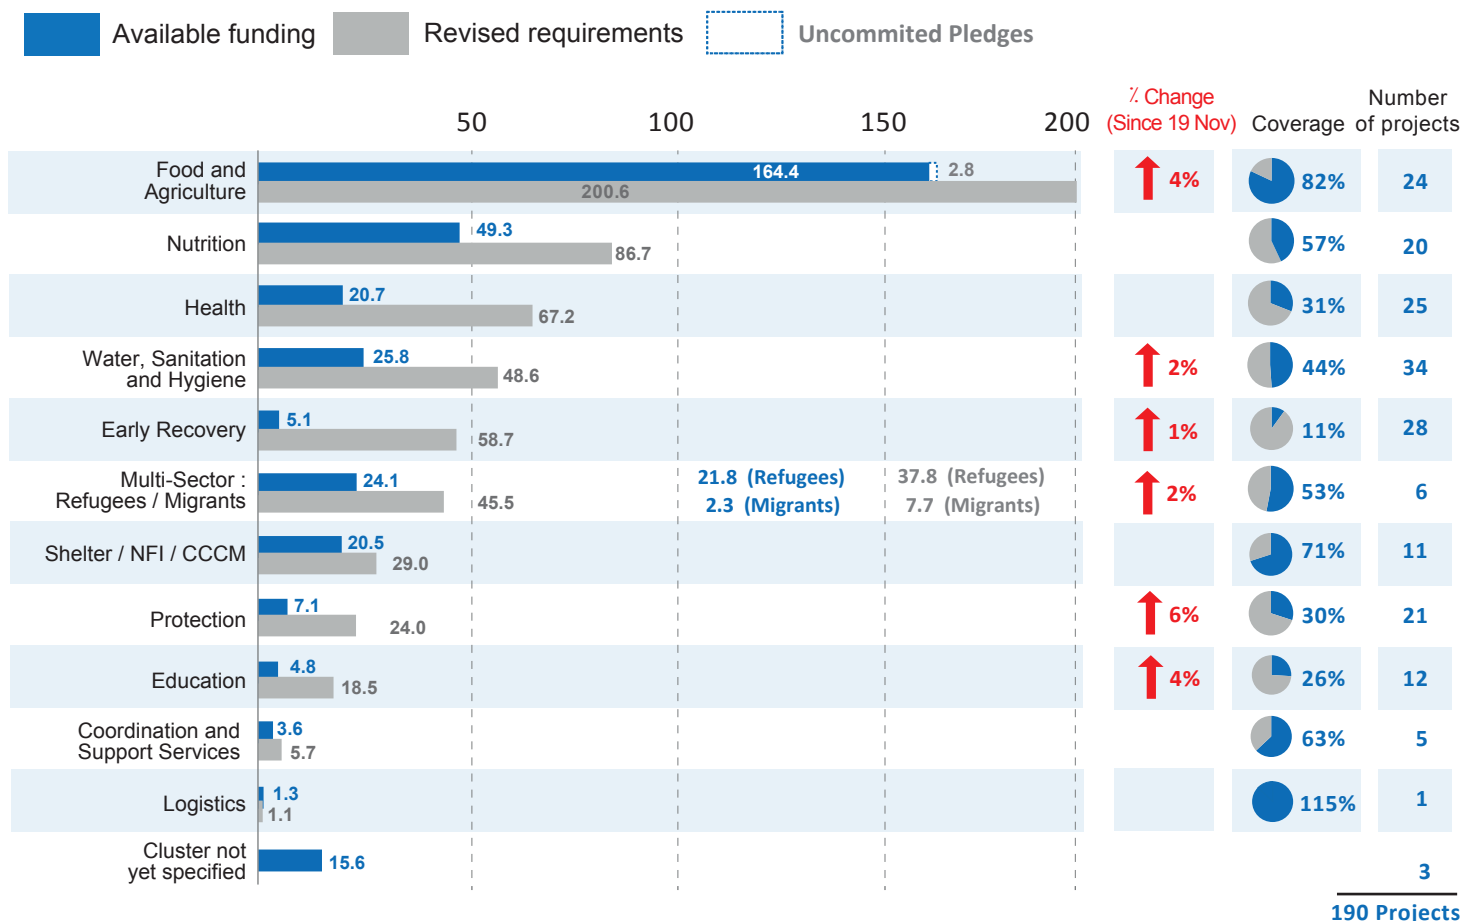 Available funding Revised requirements Uncommited Pledges
% Change
(Since 19 Nov)
Coverage
Number
of projects
50 100 150 200
Food and
Agriculture
164.4 2.8
200.6
4% 82% 24
Nutrition
49.3
86.7
57% 20
Health
20.7
67.2
31% 25
Water, Sanitation
and Hygiene
25.8
48.6
2% 44% 34
Early Recovery
5.1
58.7
1% 11% 28
Multi-Sector :
Refugees / Migrants
24.1
45.5
21.8 (Refugees) 37.8 (Refugees)
2.3 (Migrants) 7.7 (Migrants)
2% 53% 6
Shelter / NFI / CCCM
20.5
29.0
71% 11
Protection
7.1
24.0
6% 30% 21
Education
4.8
18.5
4% 26% 12
Coordination and
Support Services
3.6
5.7
63% 5
Logistics
1.3
1.1
115% 1
Cluster not
yet specified
15.6
3
190 Projects